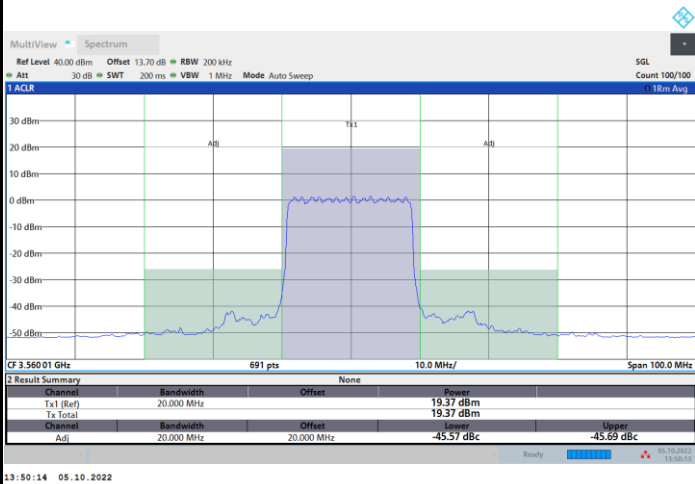 MultiView Spectrum
Ref Level 40.00 dBm Offset 13.70 dB RBW 200 kHz SGL
Att 30 dB SWT 200 ms VBW 1 MHz Mode Auto Sweep Count 100/100
1 ACLR 1Rm Avg
30 dBm
Tx1
20 dBm
Adj Adj
10 dBm
0 dBm
-10 dBm
-20 dBm
-30 dBm
-40 dBm
-50 dBm
CF 3.560 01 GHz 691 pts 10.0 MHz/ Span 100.0 MHz
2 Result Summary None
Channel Bandwidth Offset Power
Tx1 (Ref) 20.000 MHz 19.37 dBm
Tx Total 19.37 dBm
Channel Bandwidth Offset Lower Upper
Adj 20.000 MHz 20.000 MHz -45.57 dBc -45.69 dBc
Ready 05.10.2022
13:50:13
13:50:14 05.10.2022